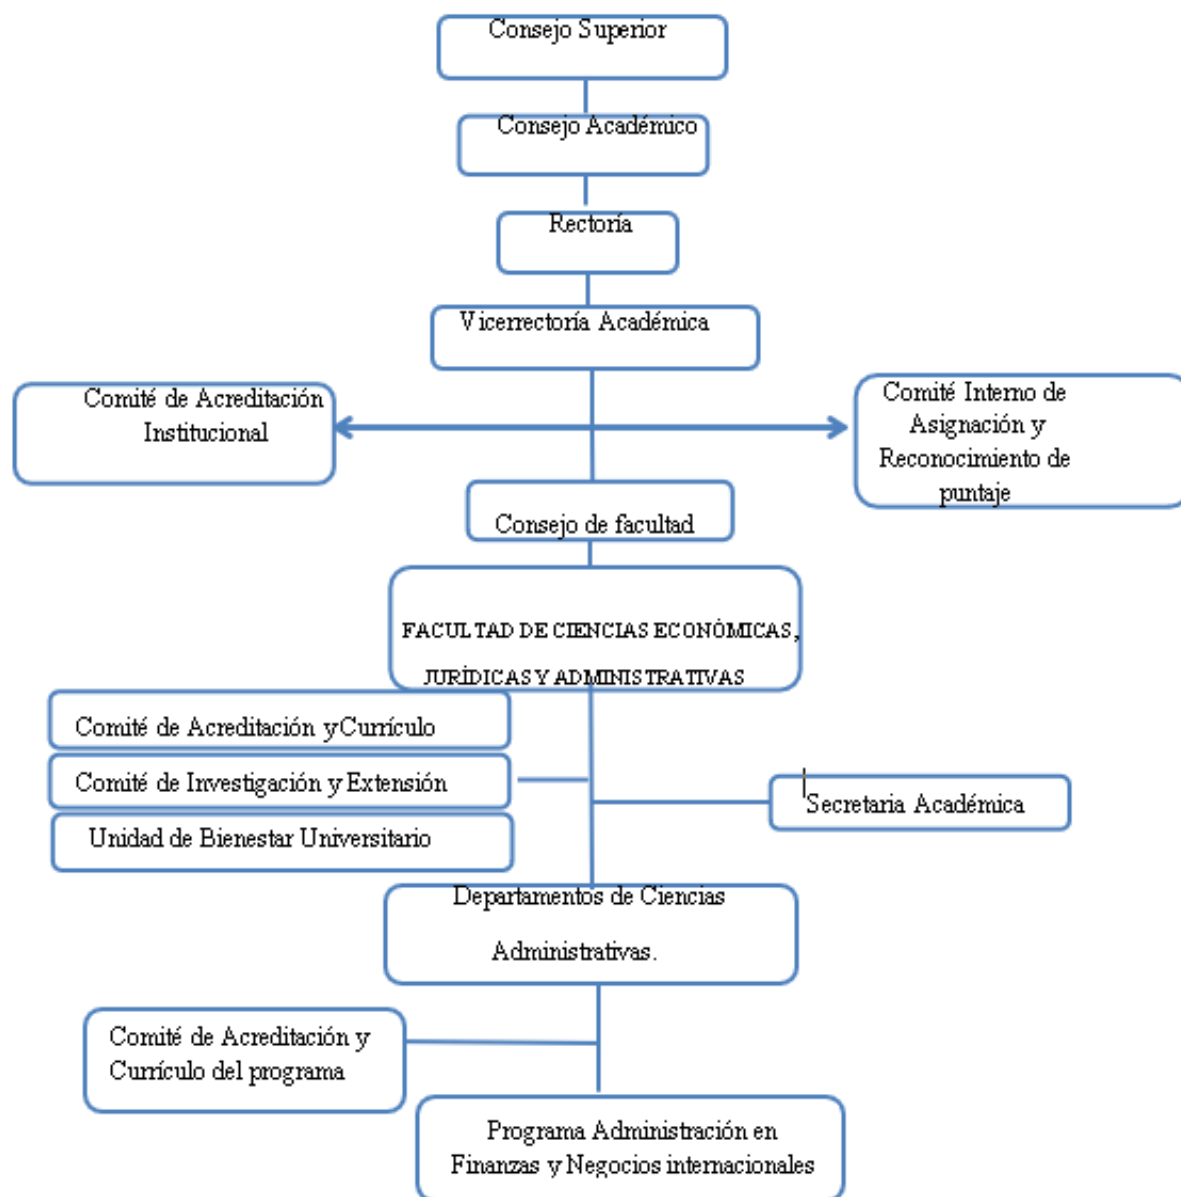 Consejo Superior
Consejo Académico
Rectoría
Vicerrectoría Académica
Comité de Acreditación
Institucional
Comité Interno de
Asignación y
Reconocimiento de
puntaje
Consejo de facultad
FACULTAD DE CIENCIAS ECONÓMICAS,
JURÍDICAS Y ADMINISTRATIVAS
Comité de Acreditación y Currículo
Comité de Investigación y Extensión
Unidad de Bienestar Universitario
Secretaria Académica
Departamentos de Ciencias
Administrativas.
Comité de Acreditación y
Currículo del programa
Programa Administración en
Finanzas y Negocios internacionales